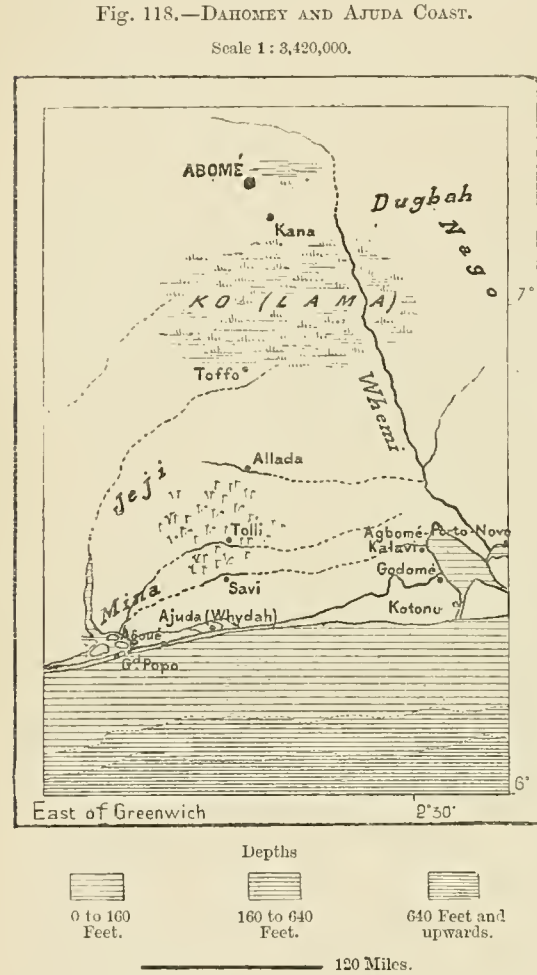 Fig. 118.—Dahomey and Ajuda Coast.
Scale 1 : 3,420,000.
ABOMÉ
Dugbah
Nago
Kana
KO (LAMA)
7°
Toffo
Whemi
Allada
Jeji
Tolli
Agbomé-
Porto-Novo
Kalavi
Godomé
Savi
Mina
Ajuda (Whydah)
Kotonu
Agoué
Gd. Popo
6°
East of Greenwich
2°30'
Depths
0 to 160
Feet.
160 to 640
Feet.
640 Feet and
upwards.
120 Miles.